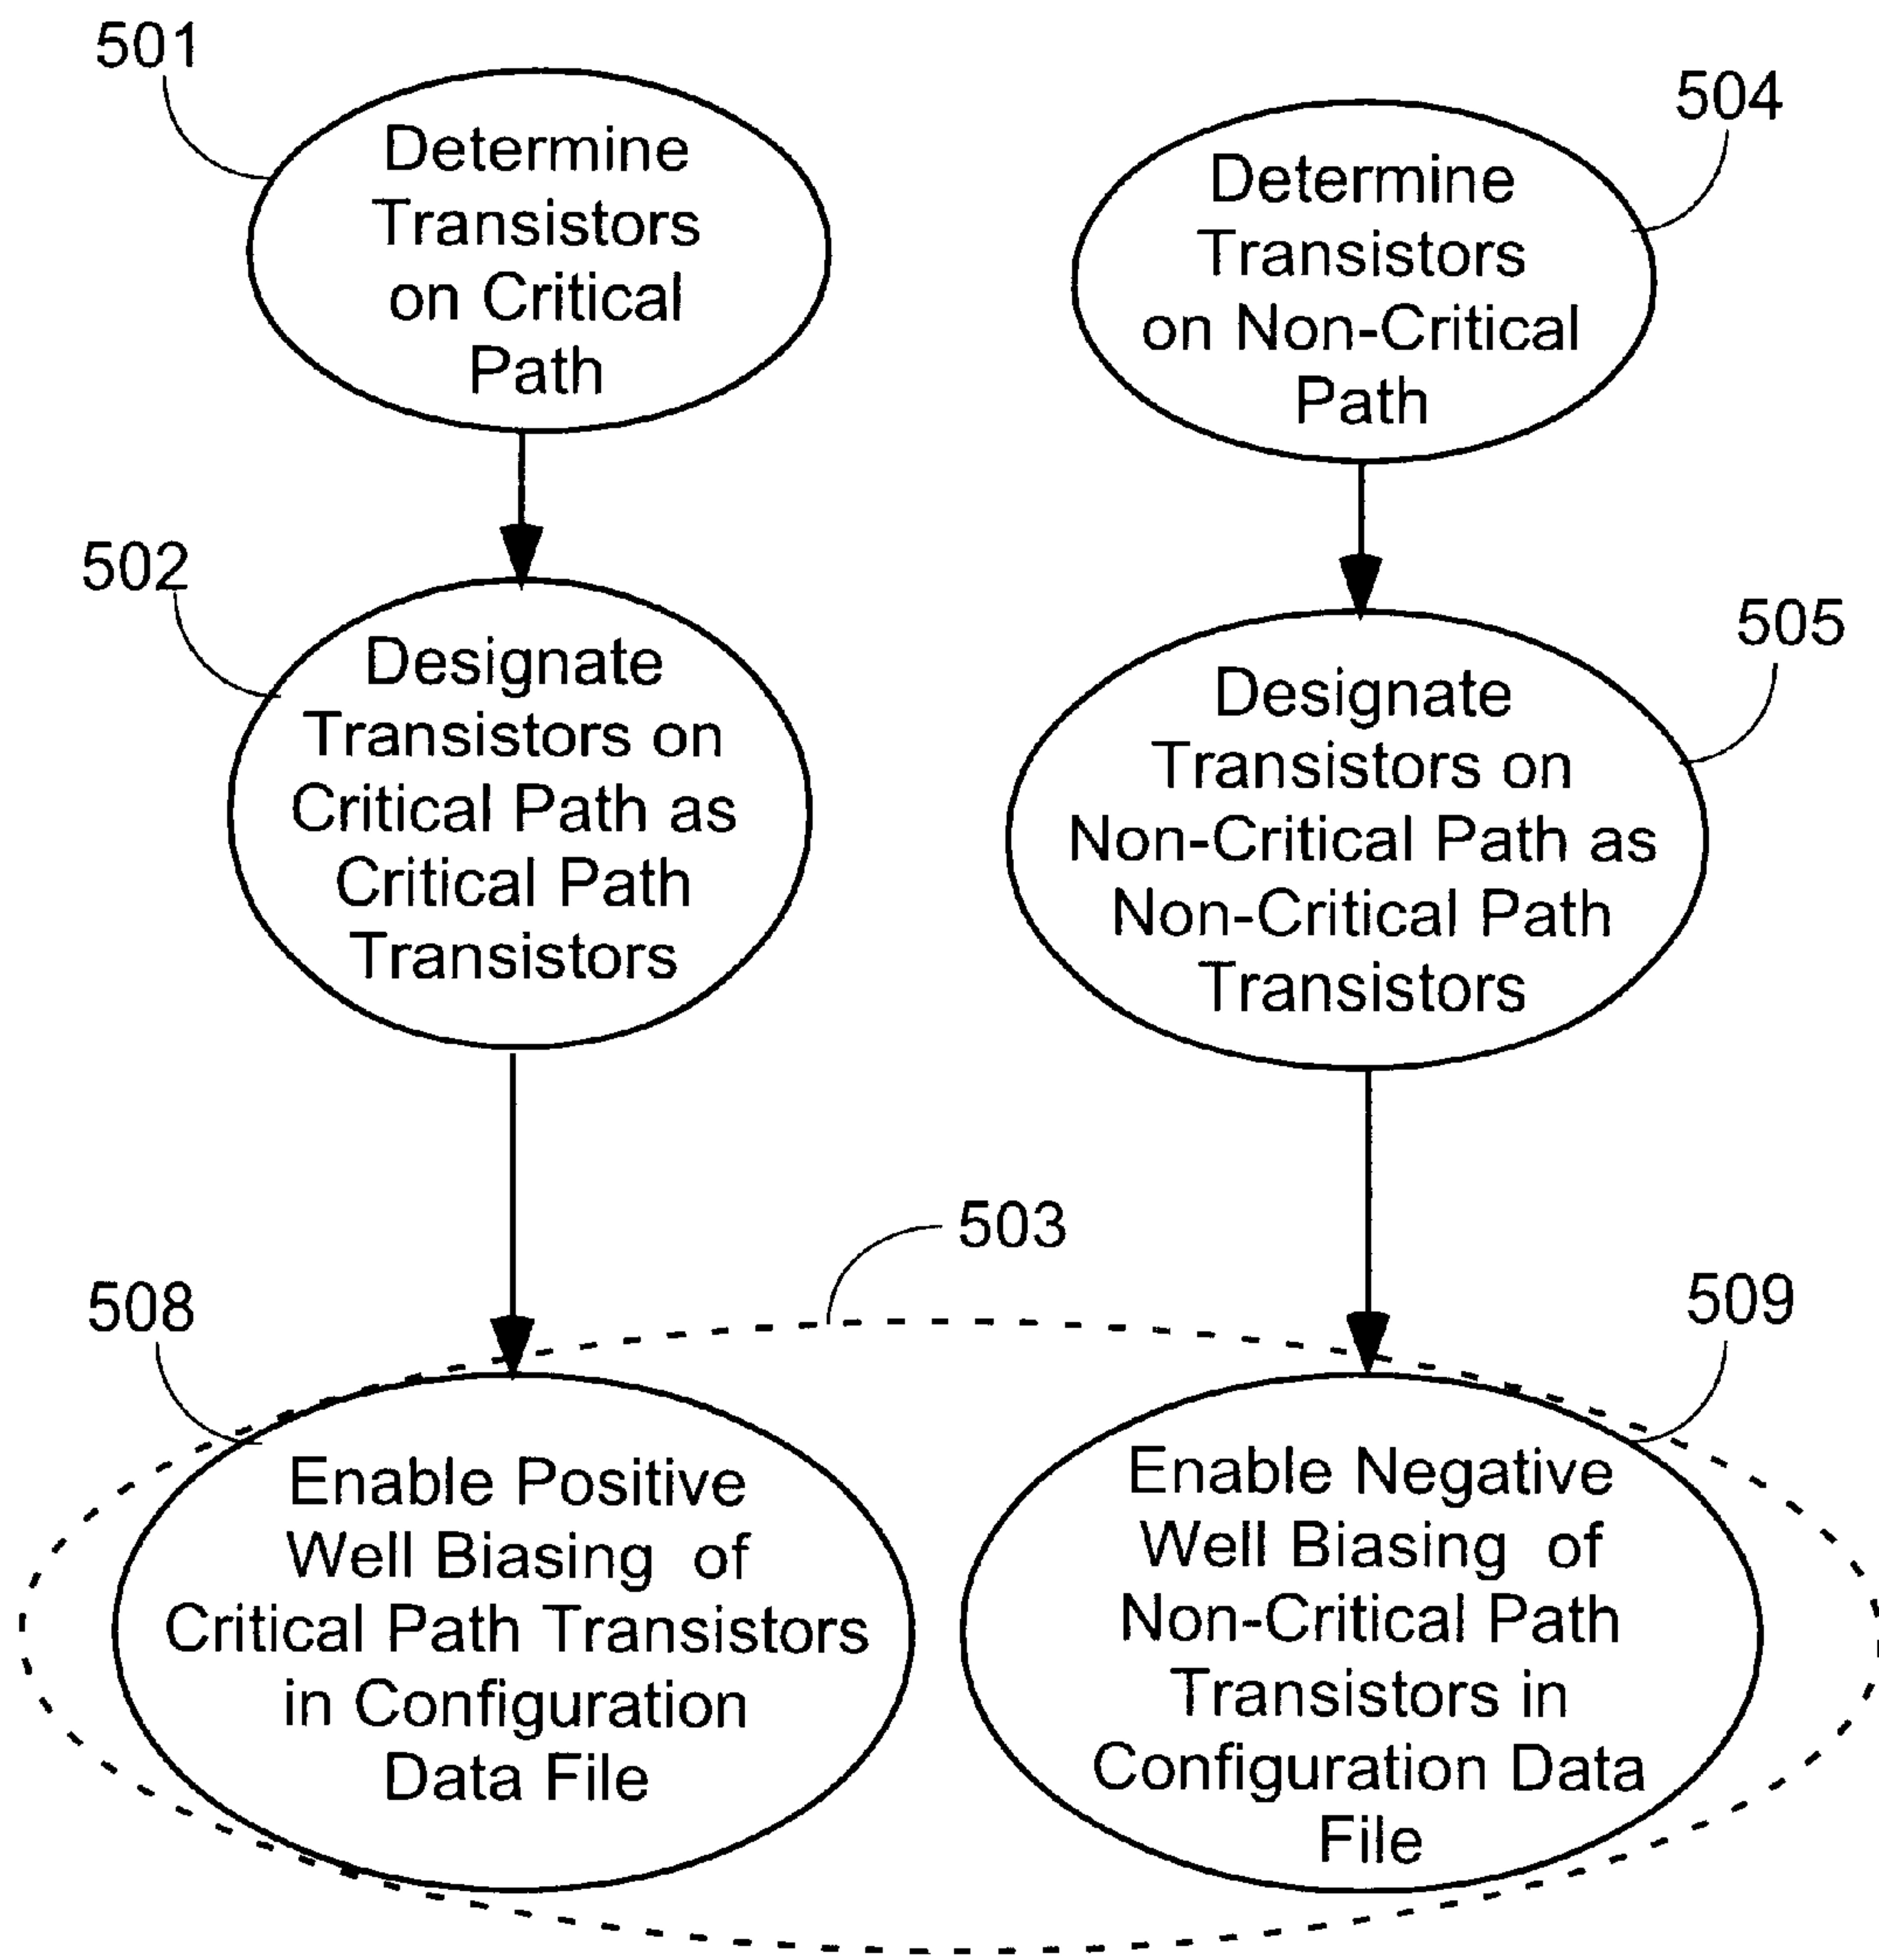 501
Determine
Transistors
on Critical
Path
504
Determine
Transistors
on Non-Critical
Path
502
Designate
Transistors on
Critical Path as
Critical Path
Transistors
505
Designate
Transistors on
Non-Critical Path as
Non-Critical Path
Transistors
503
508
Enable Positive
Well Biasing of
Critical Path Transistors
in Configuration
Data File
509
Enable Negative
Well Biasing of
Non-Critical Path
Transistors in
Configuration Data
File